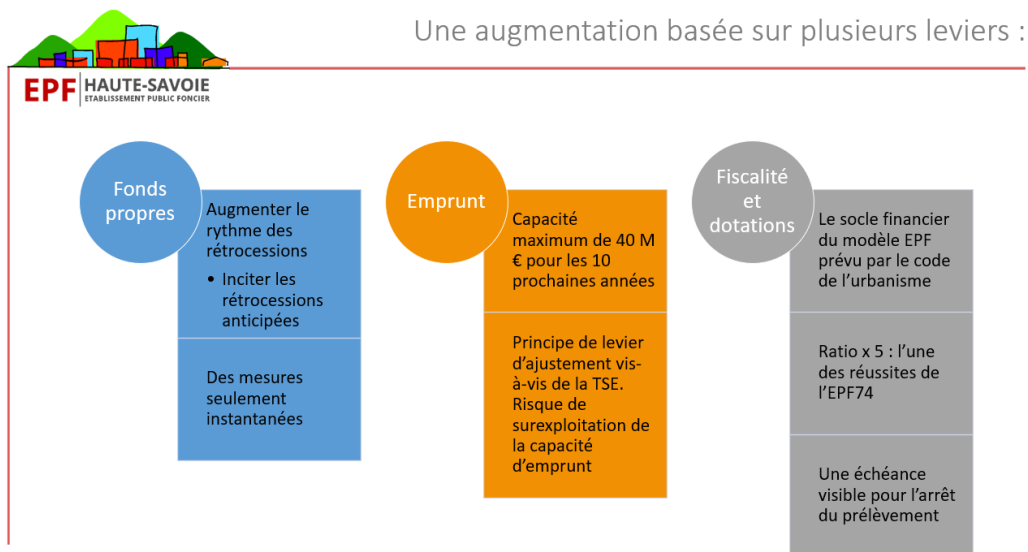 Une augmentation basée sur plusieurs leviers :
EPF
HAUTE-SAVOIE
ETABLISSEMENT PUBLIC FONCIER
Fonds
propres
Augmenter le
rythme des
rétrocessions
• Inciter les
rétrocessions
anticipées
Des mesures
seulement
instantanées
Emprunt
Capacité
maximum de 40 M
€ pour les 10
prochaines années
Principe de levier
d’ajustement vis-
à-vis de la TSE.
Risque de
surexploitation de
la capacité
d’emprunt
Fiscalité
et
dotations
Le socle financier
du modèle EPF
prévu par le code
de l’urbanisme
Ratio x 5 : l’une
des réussites de
l’EPF74
Une échéance
visible pour l’arrêt
du prélèvement